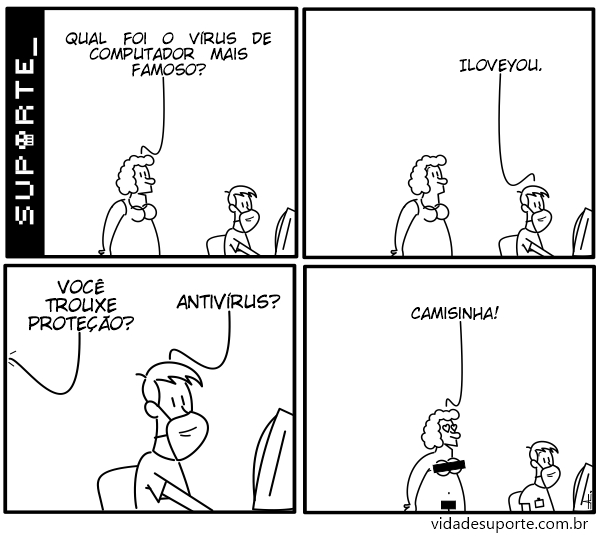 SUPORTE_
QUAL FOI O VÍRUS DE
COMPUTADOR MAIS
FAMOSO?
ILOVEYOU.
VOCÊ
TROUXE
PROTEÇÃO?
ANTIVÍRUS?
CAMISINHA!
vidadesuporte.com.br